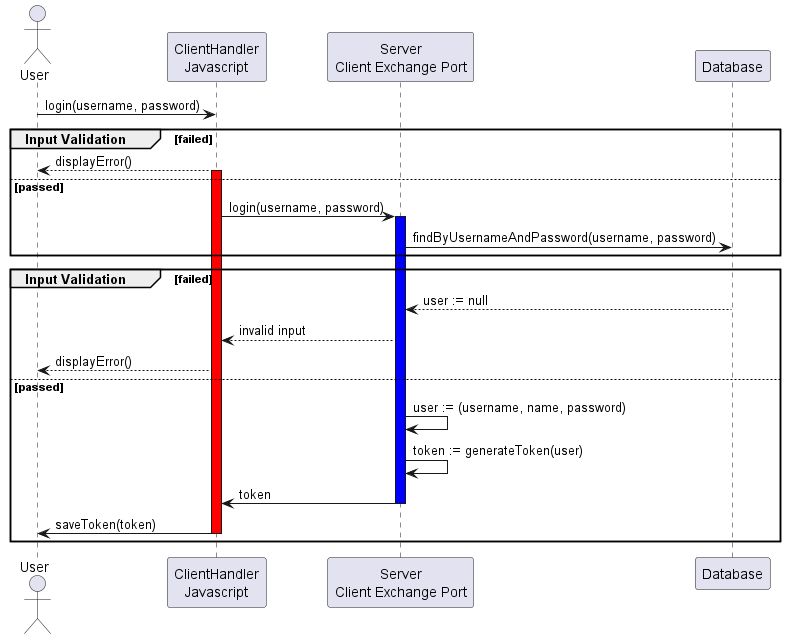 User
ClientHandler
Javascript
Server
Client Exchange Port
Database
login(username, password)
Input Validation [failed]
displayError()
[passed]
login(username, password)
findByUsernameAndPassword(username, password)
Input Validation [failed]
user := null
invalid input
displayError()
[passed]
user := (username, name, password)
token := generateToken(user)
token
saveToken(token)
User
ClientHandler
Javascript
Server
Client Exchange Port
Database